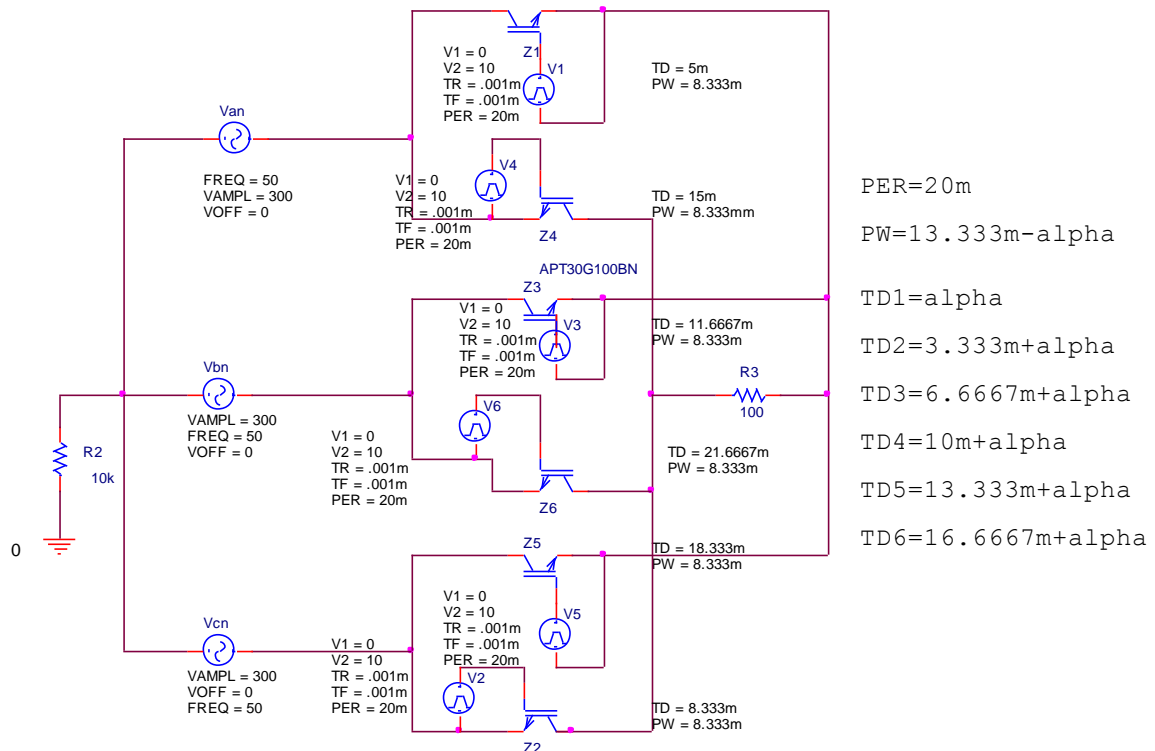 V1 = 0
V2 = 10
TR = .001m
TF = .001m
PER = 20m
Z1
V1
TD = 5m
PW = 8.333m
Van
FREQ = 50
VAMPL = 300
VOFF = 0
V1 = 0
V2 = 10
TR = .001m
TF = .001m
PER = 20m
V4
Z4
TD = 15m
PW = 8.333mm
APT30G100BN
Z3
V1 = 0
V2 = 10
TR = .001m
TF = .001m
PER = 20m
V3
TD = 11.6667m
PW = 8.333m
Vbn
VAMPL = 300
FREQ = 50
VOFF = 0
V1 = 0
V2 = 10
TR = .001m
TF = .001m
PER = 20m
V6
Z6
TD = 21.6667m
PW = 8.333m
R3
100
R2
10k
0
Z5
V1 = 0
V2 = 10
TR = .001m
TF = .001m
PER = 20m
V5
TD = 18.333m
PW = 8.333m
Vcn
VAMPL = 300
VOFF = 0
FREQ = 50
V1 = 0
V2 = 10
TR = .001m
TF = .001m
PER = 20m
V2
Z2
TD = 8.333m
PW = 8.333m
PER=20m
PW=13.333m-alpha
TD1=alpha
TD2=3.333m+alpha
TD3=6.6667m+alpha
TD4=10m+alpha
TD5=13.333m+alpha
TD6=16.6667m+alpha